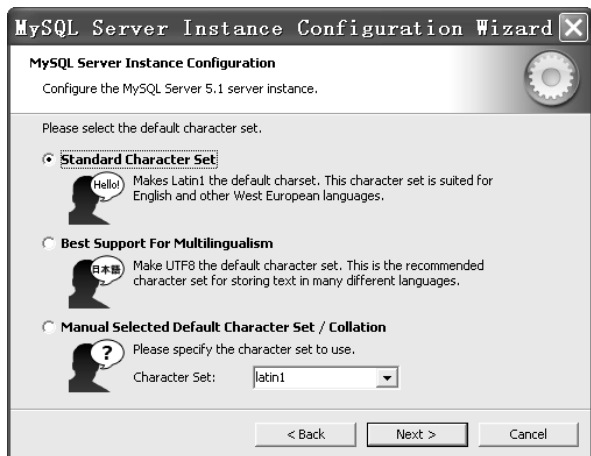 MySQL Server Instance Configuration Wizard
MySQL Server Instance Configuration
Configure the MySQL Server 5.1 server instance.
Please select the default character set.
Standard Character Set
Hello!
Makes Latin1 the default charset. This character set is suited for
English and other West European languages.
Best Support For Multilingualism
日本語
Make UTF8 the default character set. This is the recommended
character set for storing text in many different languages.
Manual Selected Default Character Set / Collation
?
Please specify the character set to use.
Character Set: latin1
< Back Next > Cancel